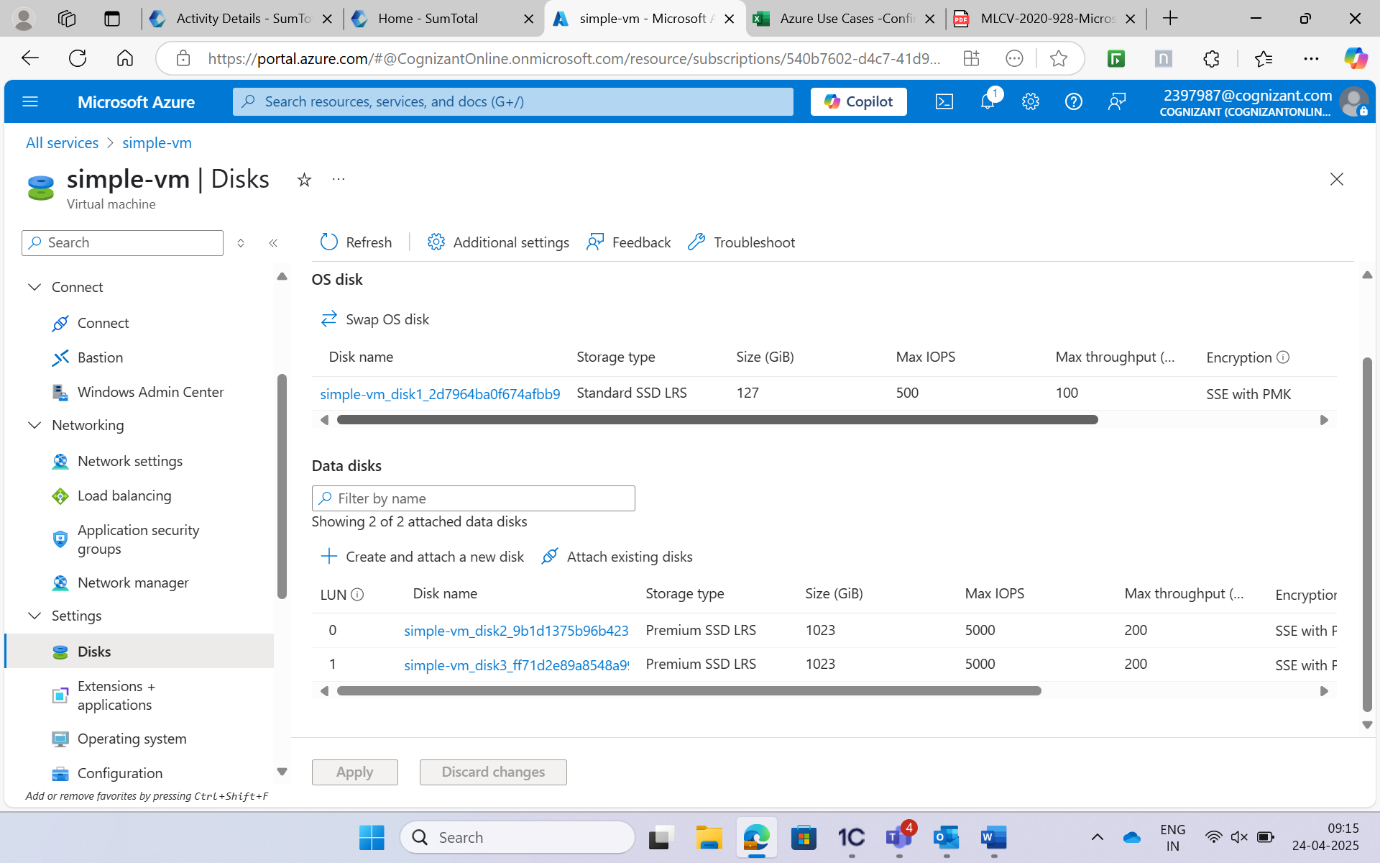 Activity Details - SumTo
Home - SumTotal
simple-vm - Microsoft A
Azure Use Cases -Confi
MLCV-2020-928-Micros
https://portal.azure.com/#@CognizantOnline.onmicrosoft.com/resource/subscriptions/540b7602-d4c7-41d9...
Microsoft Azure
Search resources, services, and docs (G+/)
Copilot
1
2397987@cognizant.com
COGNIZANT (COGNIZANTONLIN...
All services > simple-vm
simple-vm | Disks
Virtual machine
Search
Refresh
Additional settings
Feedback
Troubleshoot
Connect
Connect
Bastion
Windows Admin Center
Networking
Network settings
Load balancing
Application security
groups
Network manager
Settings
Disks
Extensions +
applications
Operating system
Configuration
Add or remove favorites by pressing Ctrl+Shift+F
OS disk
Swap OS disk
Disk name Storage type Size (GiB) Max IOPS Max throughput (... Encryption
simple-vm_disk1_2d7964ba0f674afbb9 Standard SSD LRS 127 500 100 SSE with PMK
Data disks
Filter by name
Showing 2 of 2 attached data disks
Create and attach a new disk
Attach existing disks
LUN Disk name Storage type Size (GiB) Max IOPS Max throughput (... Encryption
0 simple-vm_disk2_9b1d1375b96b423 Premium SSD LRS 1023 5000 200 SSE with P
1 simple-vm_disk3_ff71d2e89a8548a99 Premium SSD LRS 1023 5000 200 SSE with P
Apply
Discard changes
Search
1C
4
ENG
IN
09:15
24-04-2025